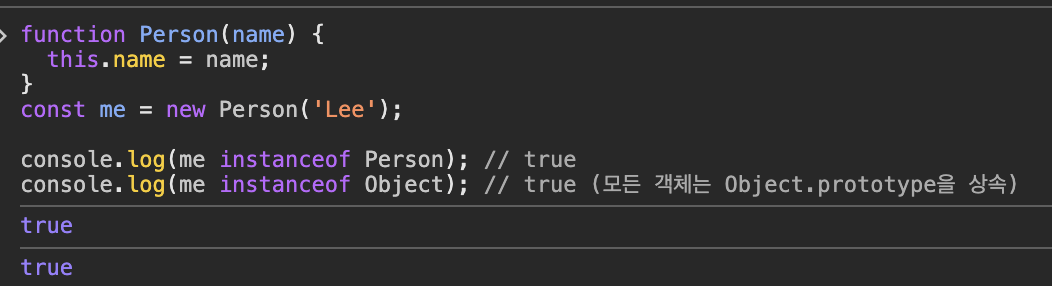 function Person(name) {
  this.name = name;
}
const me = new Person('Lee');

console.log(me instanceof Person); // true
console.log(me instanceof Object); // true (모든 객체는 Object.prototype을 상속)
true
true